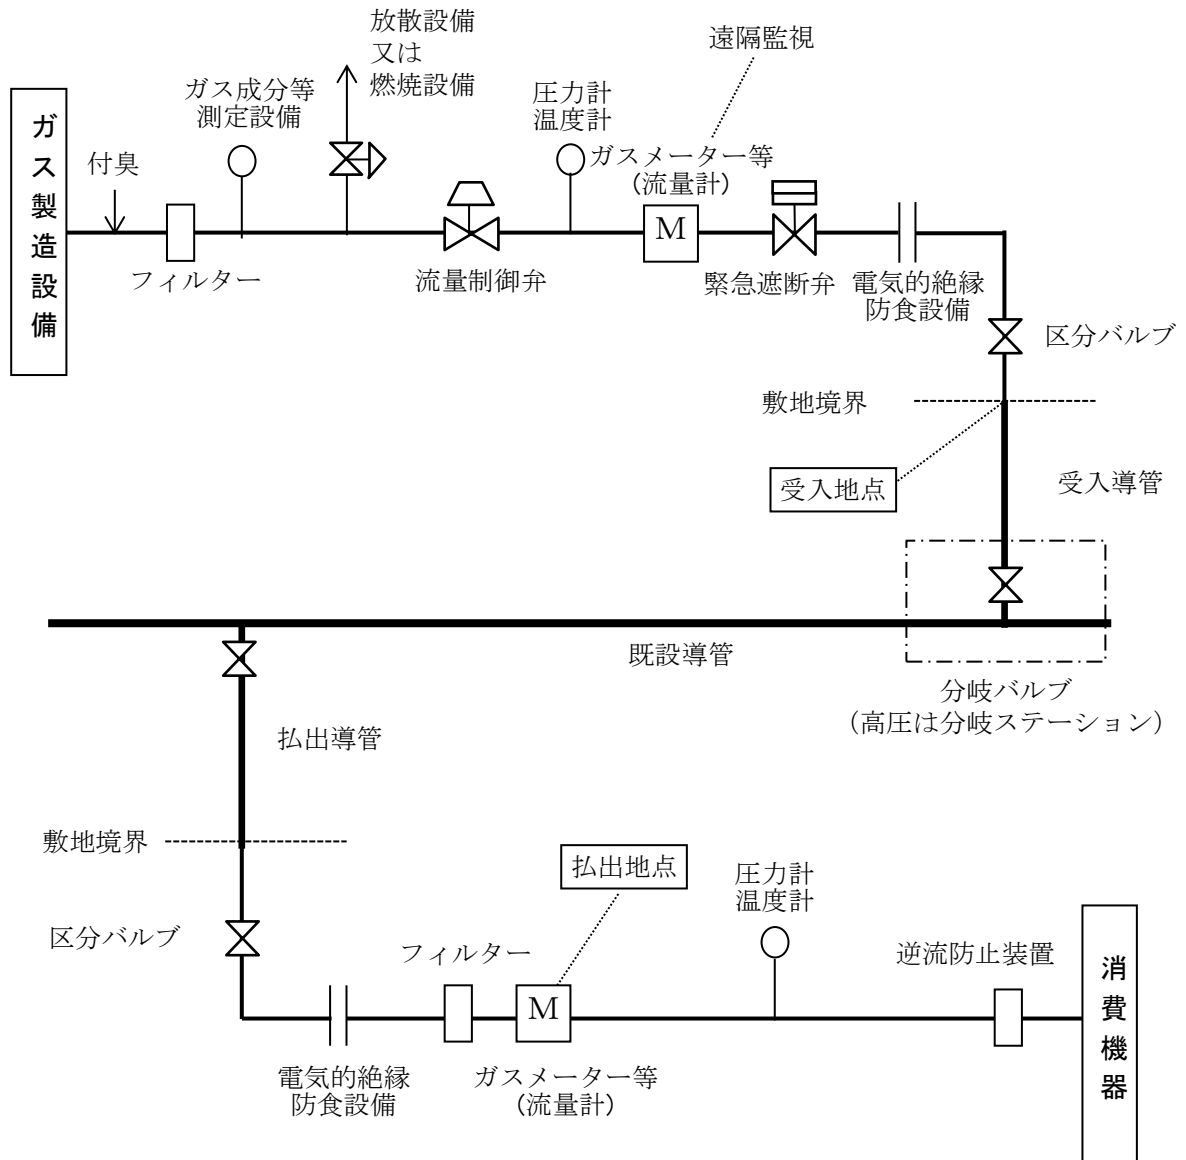 放散設備
又は
燃焼設備
遠隔監視
ガス成分等
測定設備
圧力計
温度計
ガス製造設備
付臭
ガスメーター等
(流量計)
M
フィルター
流量制御弁
緊急遮断弁
電気的絶縁
防食設備
区分バルブ
敷地境界
受入地点
受入導管
既設導管
分岐バルブ
（高圧は分岐ステーション）
払出導管
敷地境界
払出地点
圧力計
温度計
区分バルブ
フィルター
逆流防止装置
消費機器
M
電気的絶縁
防食設備
ガスメーター等
(流量計)